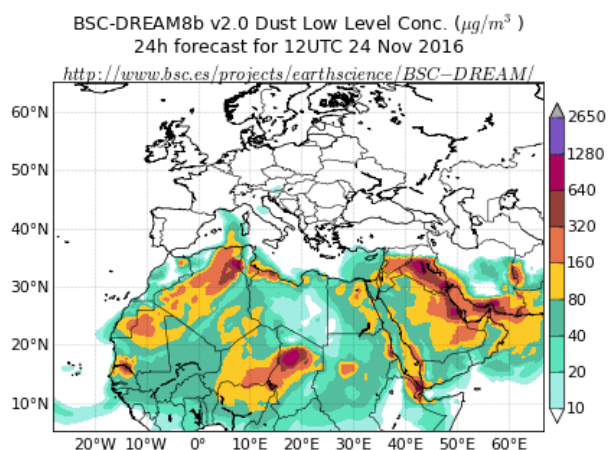 BSC-DREAM8b v2.0 Dust Low Level Conc. (μg/m³ )
24h forecast for 12UTC 24 Nov 2016
http://www.bsc.es/projects/earthscience/BSC−DREAM/
60°N
50°N
40°N
30°N
20°N
10°N
20°W 10°W 0° 10°E 20°E 30°E 40°E 50°E 60°E
2650
1280
640
320
160
80
40
20
10